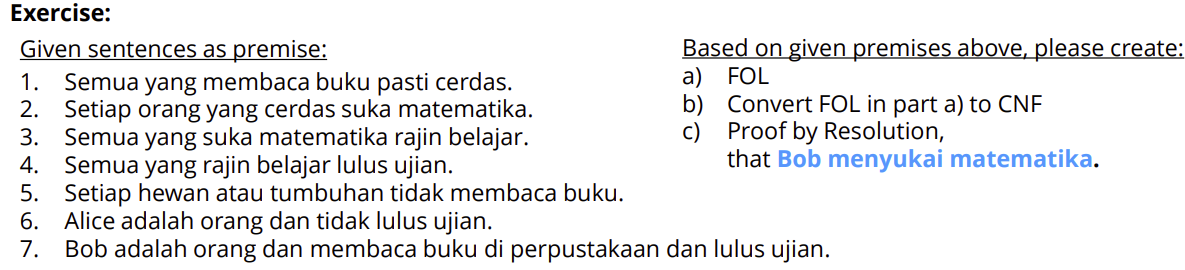 Exercise:
Given sentences as premise:
1. Semua yang membaca buku pasti cerdas.
2. Setiap orang yang cerdas suka matematika.
3. Semua yang suka matematika rajin belajar.
4. Semua yang rajin belajar lulus ujian.
5. Setiap hewan atau tumbuhan tidak membaca buku.
6. Alice adalah orang dan tidak lulus ujian.
7. Bob adalah orang dan membaca buku di perpustakaan dan lulus ujian.
Based on given premises above, please create:
a) FOL
b) Convert FOL in part a) to CNF
c) Proof by Resolution,
that Bob menyukai matematika.